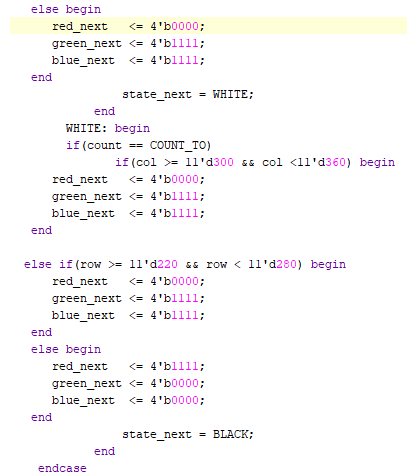 else begin
red_next <= 4'b0000;
green_next <= 4'b1111;
blue_next <= 4'b1111;
end
state_next = WHITE;
end
WHITE: begin
if(count == COUNT_TO)
if(col >= 11'd300 && col <11'd360) begin
red_next <= 4'b0000;
green_next <= 4'b1111;
blue_next <= 4'b1111;
end
else if(row >= 11'd220 && row < 11'd280) begin
red_next <= 4'b0000;
green_next <= 4'b1111;
blue_next <= 4'b1111;
end
else begin
red_next <= 4'b1111;
green_next <= 4'b0000;
blue_next <= 4'b0000;
end
state_next = BLACK;
end
endcase